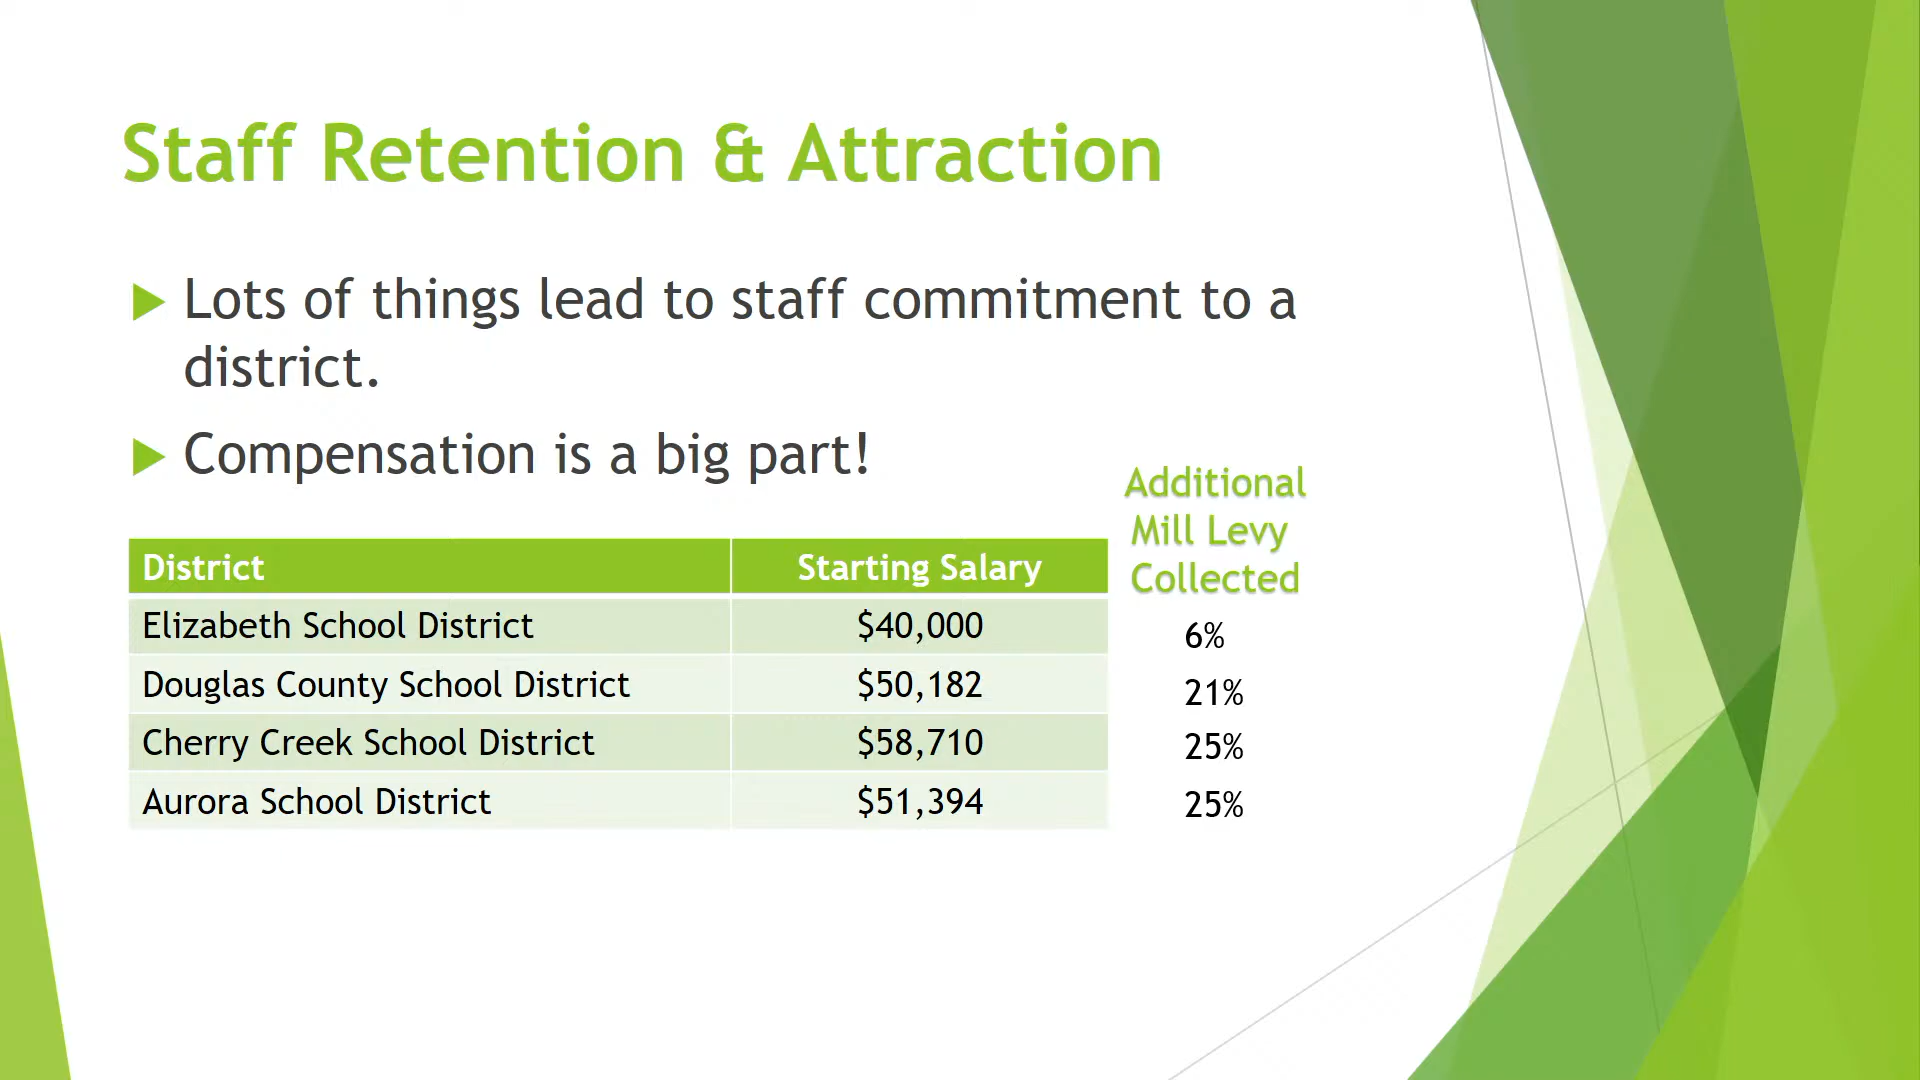 Staff Retention & Attraction
Lots of things lead to staff commitment to a
district.
Compensation is a big part!
Additional
Mill Levy
Collected
District Starting Salary
Elizabeth School District $40,000 6%
Douglas County School District $50,182 21%
Cherry Creek School District $58,710 25%
Aurora School District $51,394 25%